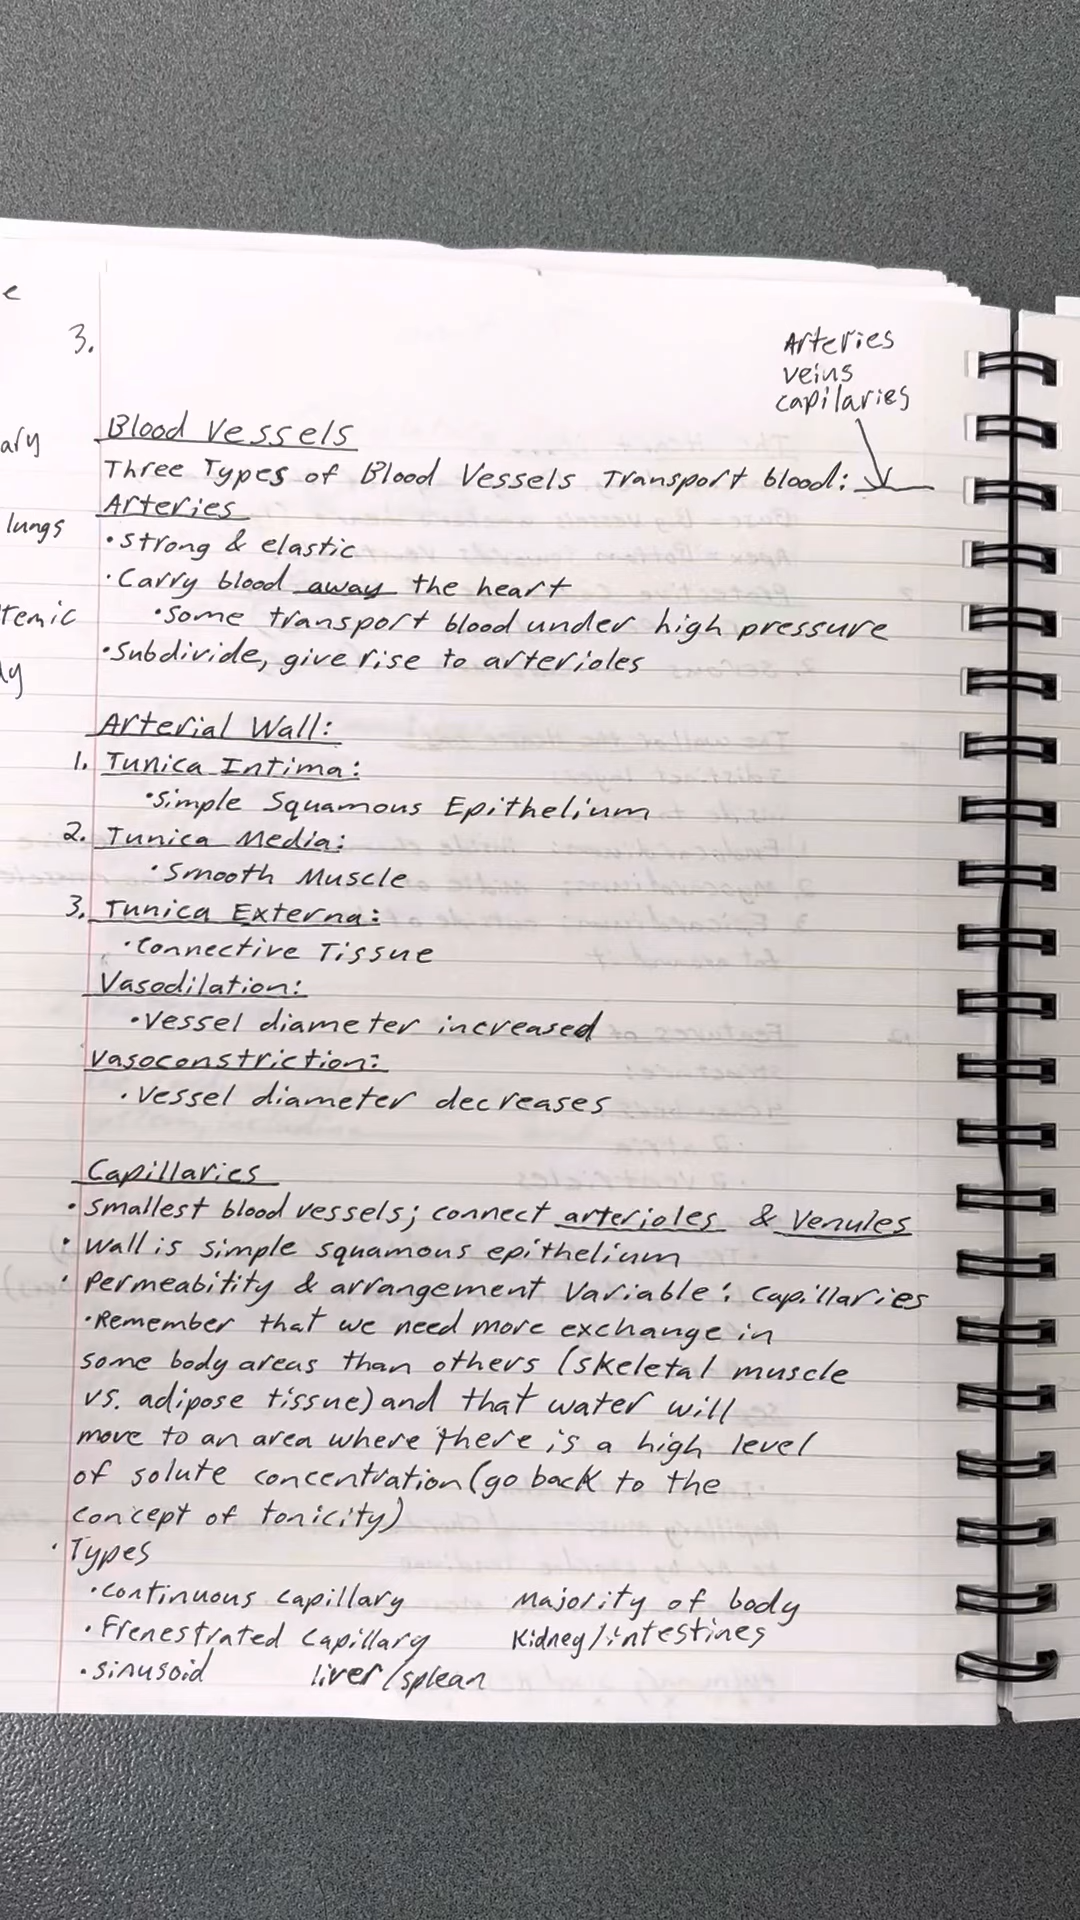 e
3.
Arteries
veins
capilaries
ary
Blood Vessels
Three Types of Blood Vessels Transport blood:
Arteries
lungs
• Strong & elastic
• Carry blood away the heart
temic
• Some transport blood under high pressure
• Subdivide, give rise to arterioles
Arterial Wall:
1. Tunica Intima:
• Simple Squamous Epithelium
2. Tunica Media:
• Smooth Muscle
3. Tunica Externa:
• Connective Tissue
Vasodilation:
• Vessel diameter increased
Vasoconstriction:
• Vessel diameter decreases
Capillaries
• Smallest blood vessels; connect arterioles & Venules
• Wall is simple squamous epithelium
• Permeabitity & arrangement Variable: Capillaries
• Remember that we need more exchange in
some body areas than others (skeletal muscle
vs. adipose tissue) and that water will
move to an area where there is a high level
of solute concentration (go back to the
concept of tonicity)
• Types
• Continuous Capillary Majority of body
• Frenestrated Capillary Kidney/intestines
• sinusoid liver/splean